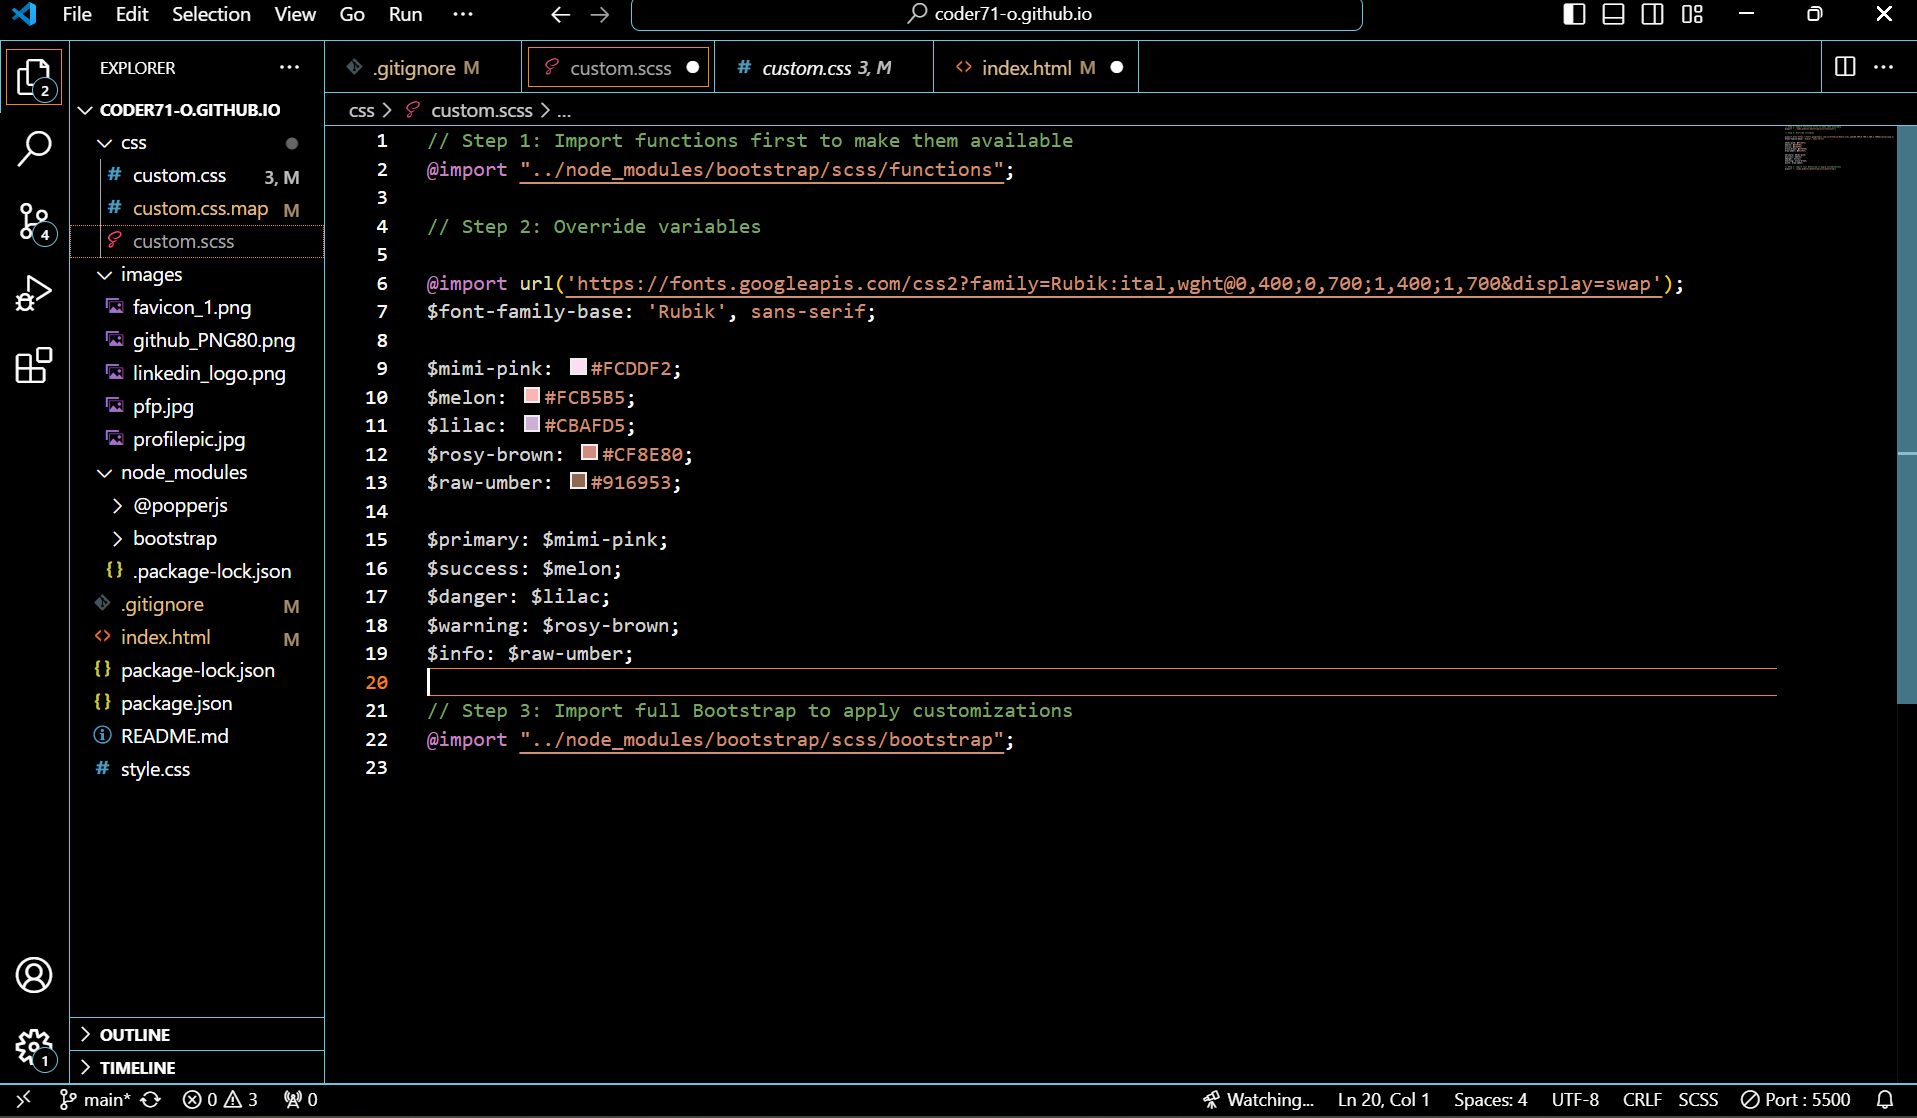 File Edit Selection View Go Run ··· coder71-o.github.io
EXPLORER ···
.gitignore M custom.scss custom.css 3, M index.html M
css > custom.scss > ...
2
4
1
CODER71-O.GITHUB.IO
css
custom.css 3, M
custom.css.map M
custom.scss
images
favicon_1.png
github_PNG80.png
linkedin_logo.png
pfp.jpg
profilepic.jpg
node_modules
@popperjs
bootstrap
{} .package-lock.json
.gitignore M
index.html M
{} package-lock.json
{} package.json
README.md
style.css
OUTLINE
TIMELINE
1 // Step 1: Import functions first to make them available
2 @import "../node_modules/bootstrap/scss/functions";
3
4 // Step 2: Override variables
5
6 @import url('https://fonts.googleapis.com/css2?family=Rubik:ital,wght@0,400;0,700;1,400;1,700&display=swap');
7 $font-family-base: 'Rubik', sans-serif;
8
9 $mimi-pink: #FCDDF2;
10 $melon: #FCB5B5;
11 $lilac: #CBAFD5;
12 $rosy-brown: #CF8E80;
13 $raw-umber: #916953;
14
15 $primary: $mimi-pink;
16 $success: $melon;
17 $danger: $lilac;
18 $warning: $rosy-brown;
19 $info: $raw-umber;
20
21 // Step 3: Import full Bootstrap to apply customizations
22 @import "../node_modules/bootstrap/scss/bootstrap";
23
main* 0 3 0 Watching... Ln 20, Col 1 Spaces: 4 UTF-8 CRLF SCSS Port : 5500